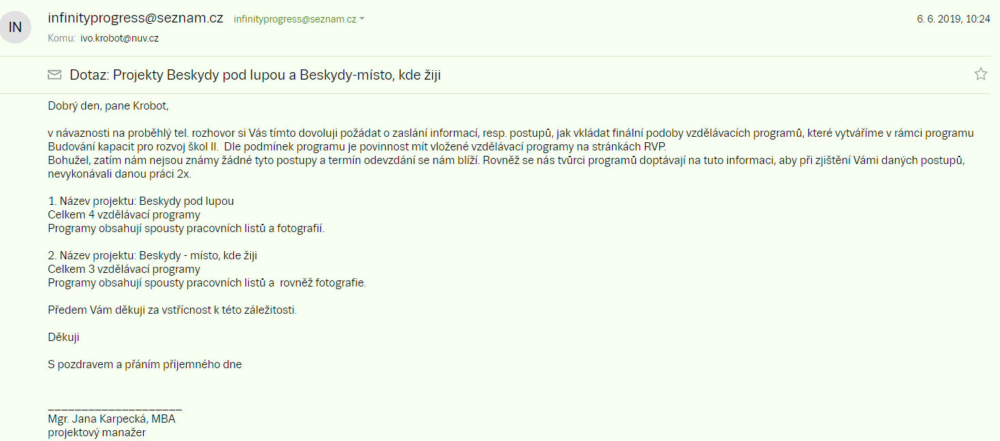 IN
infinityprogress@seznam.cz infinityprogress@seznam.cz 6. 6. 2019, 10:24
Komu: ivo.krobot@nuv.cz
Dotaz: Projekty Beskydy pod lupou a Beskydy-místo, kde žiji
Dobrý den, pane Krobot,
v návaznosti na proběhlý tel. rozhovor si Vás tímto dovoluji požádat o zaslání informací, resp. postupů, jak vkládat finální podoby vzdělávacích programů, které vytváříme v rámci programu
Budování kapacit pro rozvoj škol II.  Dle podmínek programu je povinnost mít vložené vzdělávací programy na stránkách RVP.
Bohužel, zatím nám nejsou známy žádné tyto postupy a termín odevzdání se nám blíží. Rovněž se nás tvůrci programů doptávají na tuto informaci, aby při zjištění Vámi daných postupů,
nevykonávali danou práci 2x.
1. Název projektu: Beskydy pod lupou
Celkem 4 vzdělávací programy
Programy obsahují spousty pracovních listů a fotografií.
2. Název projektu: Beskydy - místo, kde žiji
Celkem 3 vzdělávací programy
Programy obsahují spousty pracovních listů a  rovněž fotografie.
Předem Vám děkuji za vstřícnost k této záležitosti.
Děkuji
S pozdravem a přáním příjemného dne
____________________
Mgr. Jana Karpecká, MBA
projektový manažer